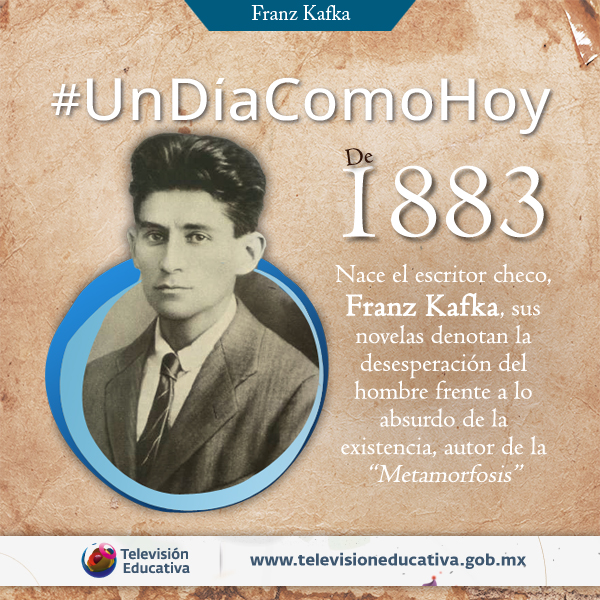 Franz Kafka
#UnDíaComoHoy
De
1883
Nace el escritor checo,
Franz Kafka, sus
novelas denotan la
desesperación del
hombre frente a lo
absurdo de la
existencia, autor de la
“Metamorfosis”
Televisión
Educativa
www.televisioneducativa.gob.mx